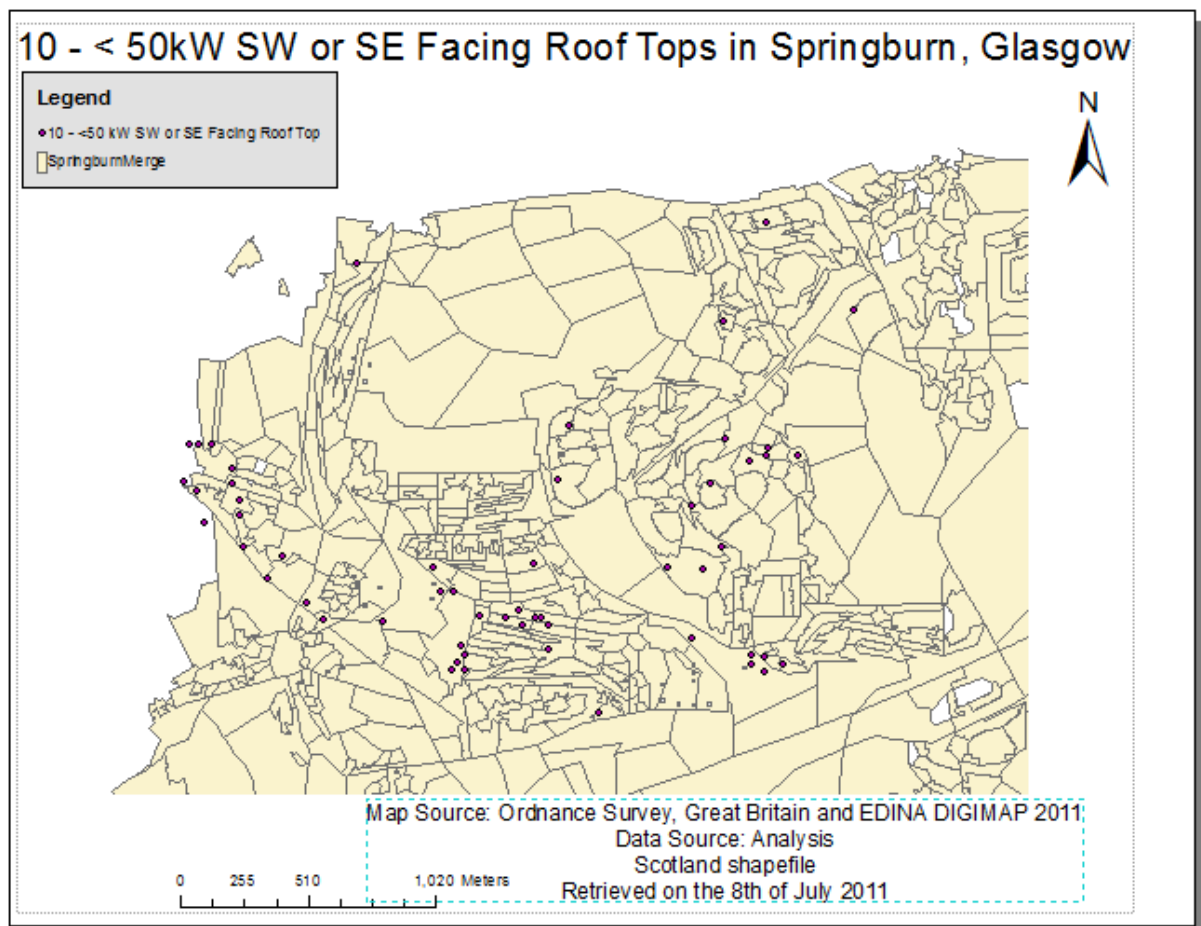 10 - < 50kW SW or SE Facing Roof Tops in Springburn, Glasgow
Legend
10 - <50 kW SW or SE Facing Roof Top
SpringburnMerge
N
Map Source: Ordnance Survey, Great Britain and EDINA DIGIMAP 2011
Data Source: Analysis
Scotland shapefile
Retrieved on the 8th of July 2011
0 255 510 1,020 Meters